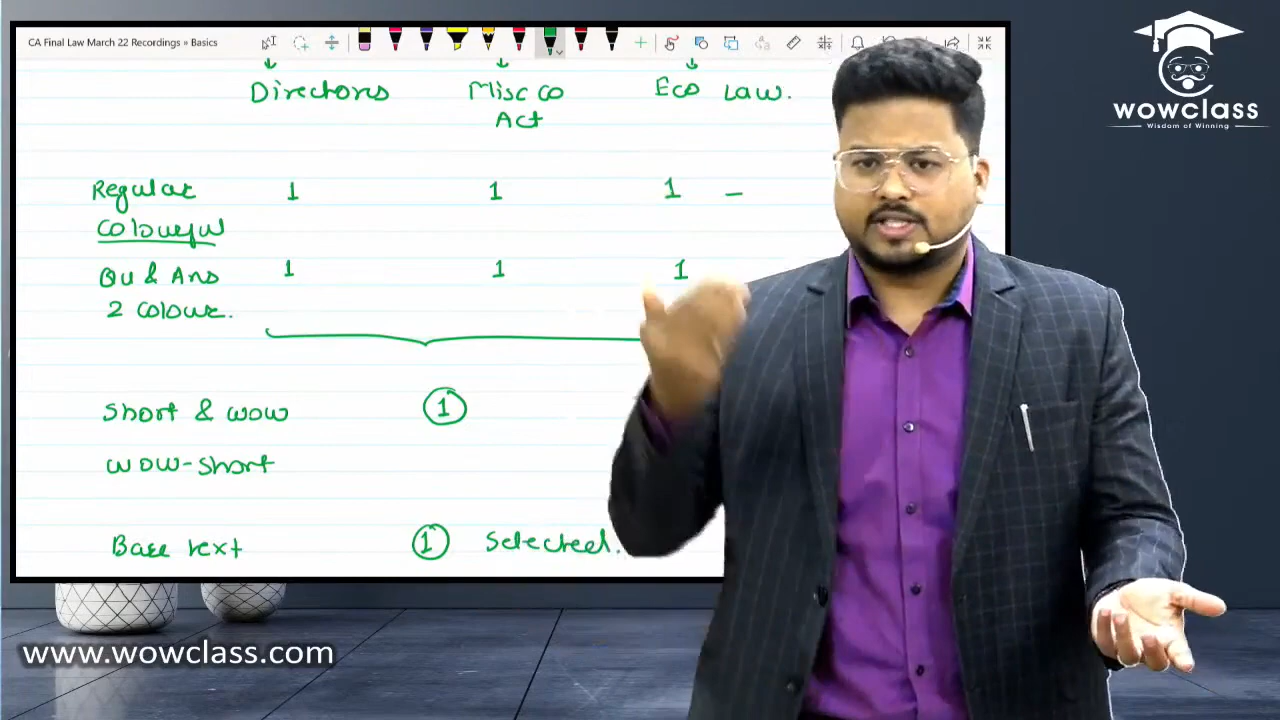 CA Final Law March 22 Recordings » Basics
wowclass
Wisdom of Winning
Directors Misc co Eco Law.
Act
Regular 1 1 1 –
Colourful
Qu & Ans 1 1 1
2 colour.
Short & wow 1
wow-short
Bare text 1 Selected.
www.wowclass.com